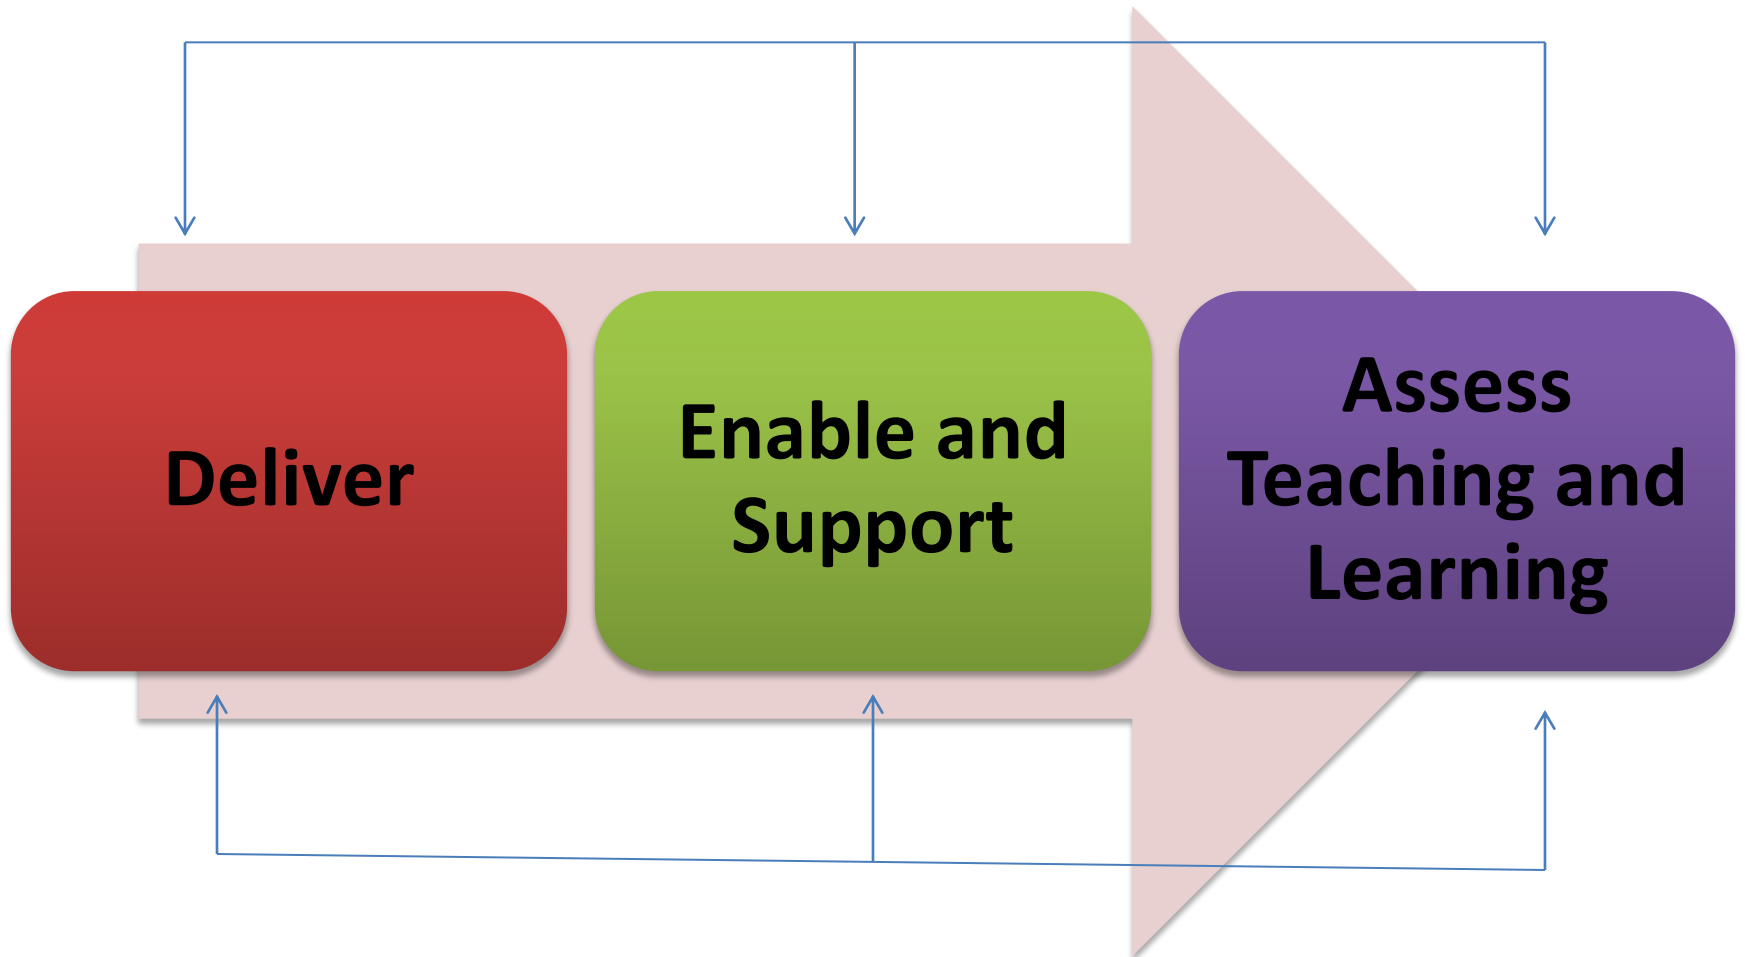 Deliver
Enable and
Support
Assess
Teaching and
Learning